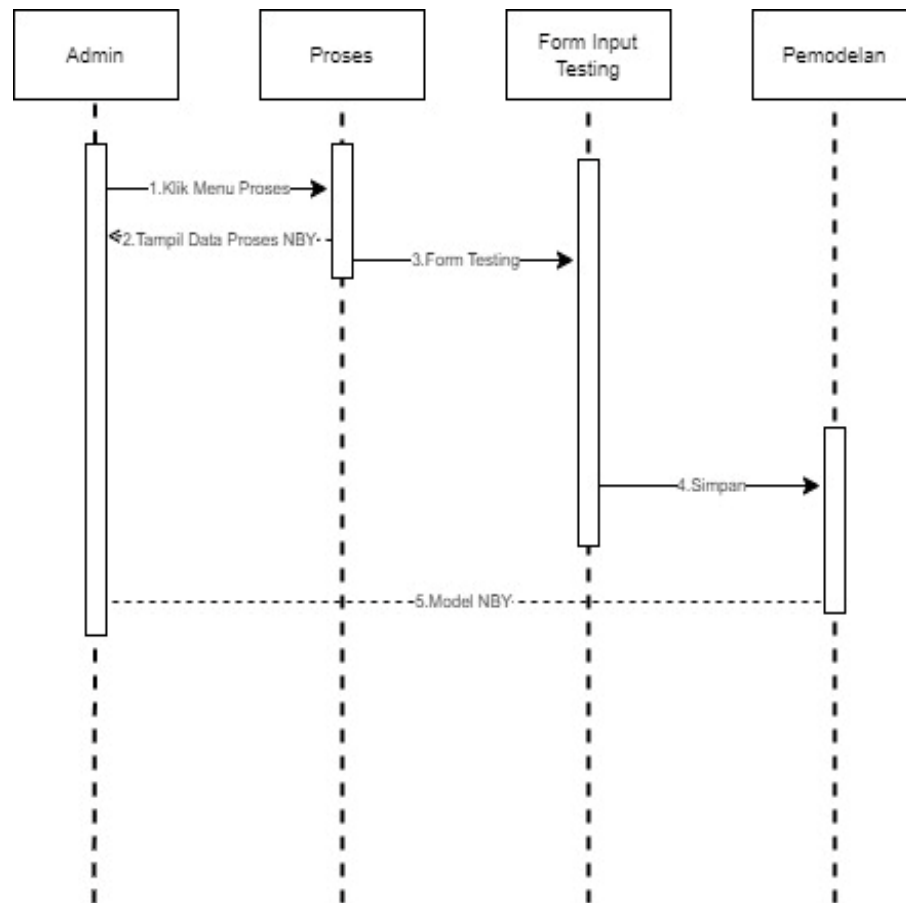 Admin
Proses
Form Input
Testing
Pemodelan
1.Klik Menu Proses
2.Tampil Data Proses NBY
3.Form Testing
4.Simpan
5.Model NBY